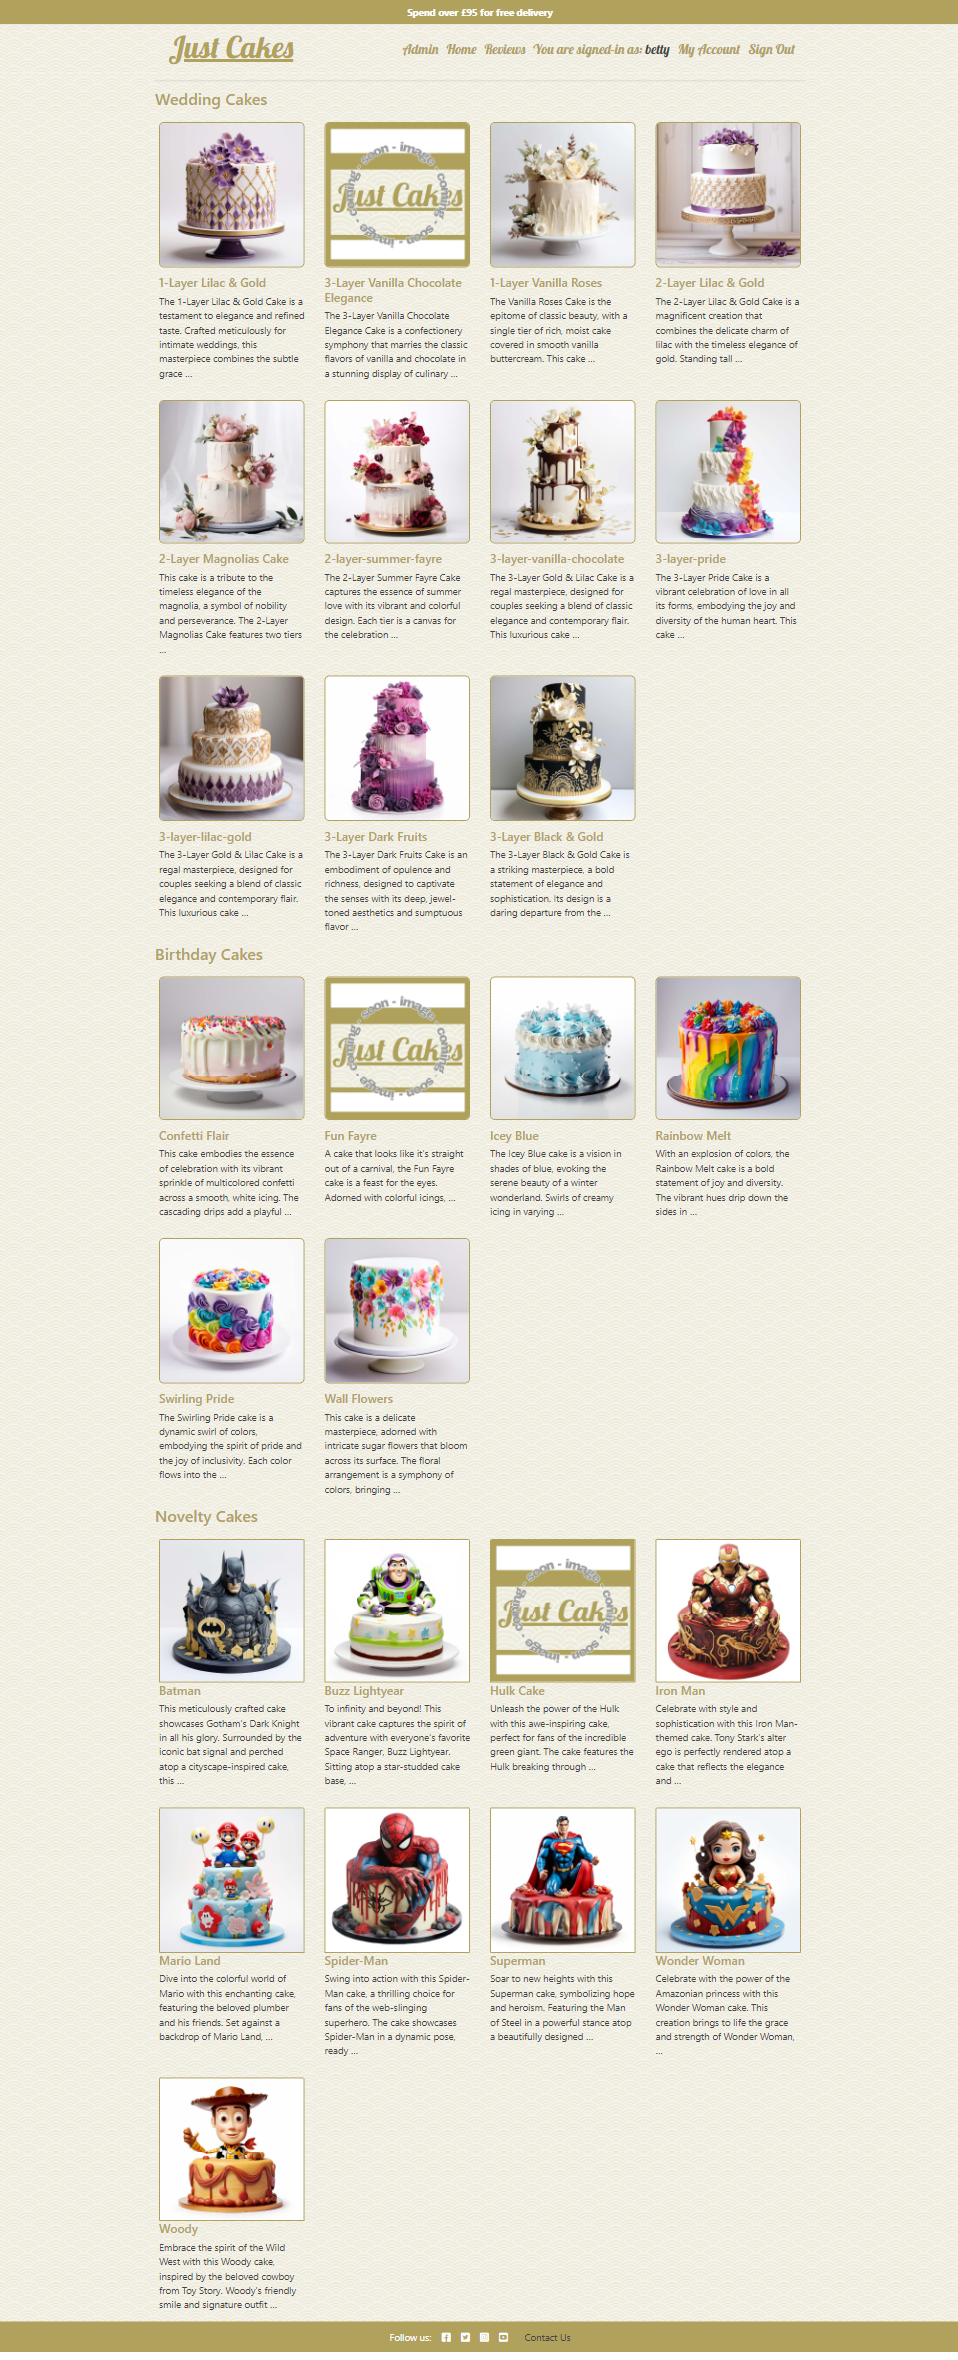 Spend over £95 for free delivery
Just Cakes
Admin Home Reviews You are signed-in as: betty My Account Sign Out
Wedding Cakes
1-Layer Lilac & Gold
The 1-Layer Lilac & Gold Cake is a
testament to elegance and refined
taste. Crafted meticulously for
intimate weddings, this
masterpiece combines the subtle
grace ...
soon - image coming - soon - image coming -
Just Cakes
3-Layer Vanilla Chocolate
Elegance
The 3-Layer Vanilla Chocolate
Elegance Cake is a confectionery
symphony that marries the classic
flavors of vanilla and chocolate in
a stunning display of culinary ...
1-Layer Vanilla Roses
The Vanilla Roses Cake is the
epitome of classic beauty, with a
single tier of rich, moist cake
covered in smooth vanilla
buttercream. This cake ...
2-Layer Lilac & Gold
The 2-Layer Lilac & Gold Cake is a
magnificent creation that
combines the delicate charm of
lilac with the timeless elegance of
gold. Standing tall ...
2-Layer Magnolias Cake
This cake is a tribute to the
timeless elegance of the
magnolia, a symbol of nobility
and perseverance. The 2-Layer
Magnolias Cake features two tiers
...
2-layer-summer-fayre
The 2-Layer Summer Fayre Cake
captures the essence of summer
love with its vibrant and colorful
design. Each tier is a canvas for
the celebration ...
3-layer-vanilla-chocolate
The 3-Layer Gold & Lilac Cake is a
regal masterpiece, designed for
couples seeking a blend of classic
elegance and contemporary flair.
This luxurious cake ...
3-layer-pride
The 3-Layer Pride Cake is a
vibrant celebration of love in all
its forms, embodying the joy and
diversity of the human heart. This
cake ...
3-layer-lilac-gold
The 3-Layer Gold & Lilac Cake is a
regal masterpiece, designed for
couples seeking a blend of classic
elegance and contemporary flair.
This luxurious cake ...
3-Layer Dark Fruits
The 3-Layer Dark Fruits Cake is an
embodiment of opulence and
richness, designed to captivate
the senses with its deep, jewel-
toned aesthetics and sumptuous
flavor ...
3-Layer Black & Gold
The 3-Layer Black & Gold Cake is
a striking masterpiece, a bold
statement of elegance and
sophistication. Its design is a
daring departure from the ...
Birthday Cakes
Confetti Flair
This cake embodies the essence
of celebration with its vibrant
sprinkle of multicolored confetti
across a smooth, white icing. The
cascading drips add a playful ...
soon - image coming - soon - image coming -
Just Cakes
Fun Fayre
A cake that looks like it's straight
out of a carnival, the Fun Fayre
cake is a feast for the eyes.
Adorned with colorful icings, ...
Icey Blue
The Icey Blue cake is a vision in
shades of blue, evoking the
serene beauty of a winter
wonderland. Swirls of creamy
icing in varying ...
Rainbow Melt
With an explosion of colors, the
Rainbow Melt cake is a bold
statement of joy and diversity.
The vibrant hues drip down the
sides in ...
Swirling Pride
The Swirling Pride cake is a
dynamic swirl of colors,
embodying the spirit of pride and
the joy of inclusivity. Each color
flows into the ...
Wall Flowers
This cake is a delicate
masterpiece, adorned with
intricate sugar flowers that bloom
across its surface. The floral
arrangement is a symphony of
colors, bringing ...
Novelty Cakes
Batman
This meticulously crafted cake
showcases Gotham's Dark Knight
in all his glory. Surrounded by the
iconic bat signal and perched
atop a cityscape-inspired cake,
this ...
Buzz Lightyear
To infinity and beyond! This
vibrant cake captures the spirit of
adventure with everyone's favorite
Space Ranger, Buzz Lightyear.
Sitting atop a star-studded cake
base, ...
soon - image coming - soon - image coming -
Just Cakes
Hulk Cake
Unleash the power of the Hulk
with this awe-inspiring cake,
perfect for fans of the incredible
green giant. The cake features the
Hulk breaking through ...
Iron Man
Celebrate with style and
sophistication with this Iron Man-
themed cake. Tony Stark's alter
ego is perfectly rendered atop a
cake that reflects the elegance
and ...
Mario Land
Dive into the colorful world of
Mario with this enchanting cake,
featuring the beloved plumber
and his friends. Set against a
backdrop of Mario Land, ...
Spider-Man
Swing into action with this Spider-
Man cake, a thrilling choice for
fans of the web-slinging
superhero. The cake showcases
Spider-Man in a dynamic pose,
ready ...
Superman
Soar to new heights with this
Superman cake, symbolizing hope
and heroism. Featuring the Man
of Steel in a powerful stance atop
a beautifully designed ...
Wonder Woman
Celebrate with the power of the
Amazonian princess with this
Wonder Woman cake. This
creation brings to life the grace
and strength of Wonder Woman,
...
Woody
Embrace the spirit of the Wild
West with this Woody cake,
inspired by the beloved cowboy
from Toy Story. Woody's friendly
smile and signature outfit ...
Follow us: Contact Us